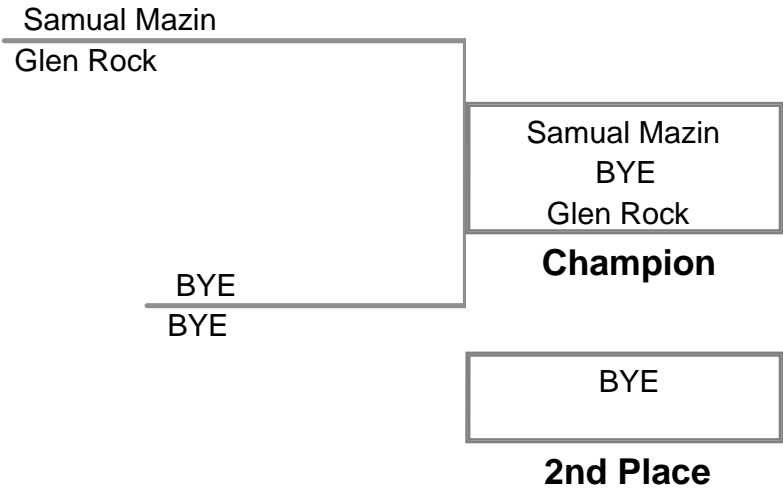 Samual Mazin
Glen Rock
Samual Mazin
BYE
Glen Rock
Champion
BYE
BYE
BYE
2nd Place